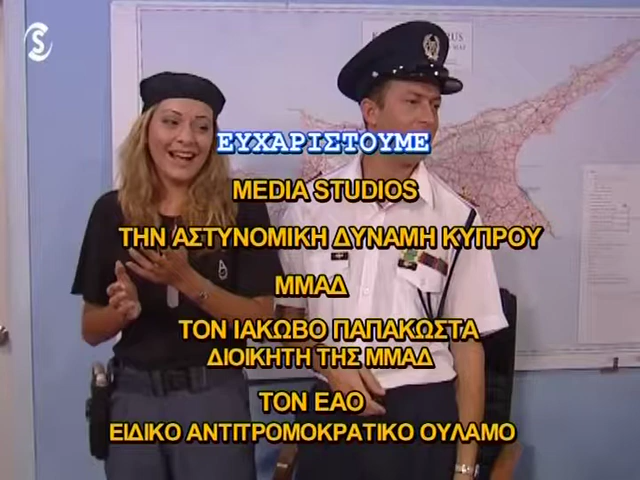 ΕΥΧΑΡΙΣΤΟΥΜΕ
MEDIA STUDIOS
ΤΗΝ ΑΣΤΥΝΟΜΙΚΗ ΔΥΝΑΜΗ ΚΥΠΡΟΥ
ΜΜΑΔ
ΤΟΝ ΙΑΚΩΒΟ ΠΑΠΑΚΩΣΤΑ
ΔΙΟΙΚΗΤΗ ΤΗΣ ΜΜΑΔ
ΤΟΝ ΕΑΟ
ΕΙΔΙΚΟ ΑΝΤΙΤΡΟΜΟΚΡΑΤΙΚΟ ΟΥΛΑΜΟ